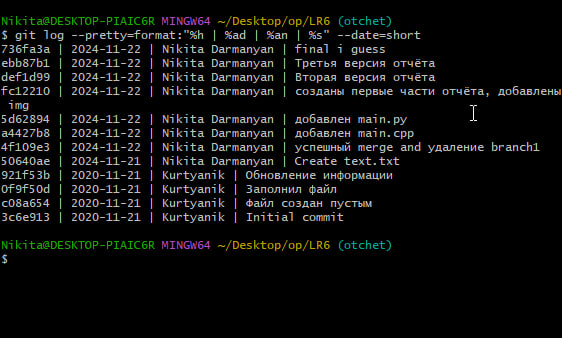 Nikita@DESKTOP-PIAIC6R MINGW64 ~/Desktop/op/LR6 (otchet)
$ git log --pretty=format:"%h | %ad | %an | %s" --date=short
736fa3a | 2024-11-22 | Nikita Darmanyan | final i guess
ebb87b1 | 2024-11-22 | Nikita Darmanyan | Третья версия отчёта
def1d99 | 2024-11-22 | Nikita Darmanyan | Вторая версия отчёта
fc12210 | 2024-11-22 | Nikita Darmanyan | созданы первые части отчёта, добавлены
img
5d62894 | 2024-11-22 | Nikita Darmanyan | добавлен main.py
a4427b8 | 2024-11-22 | Nikita Darmanyan | добавлен main.cpp
4f109e3 | 2024-11-22 | Nikita Darmanyan | успешный merge and удаление branch1
50640ae | 2024-11-21 | Nikita Darmanyan | Create text.txt
921f53b | 2020-11-21 | Kurtyanik | Обновление информации
0f9f50d | 2020-11-21 | Kurtyanik | Заполнил файл
c08a654 | 2020-11-21 | Kurtyanik | Файл создан пустым
3c6e913 | 2020-11-21 | Kurtyanik | Initial commit
Nikita@DESKTOP-PIAIC6R MINGW64 ~/Desktop/op/LR6 (otchet)
$